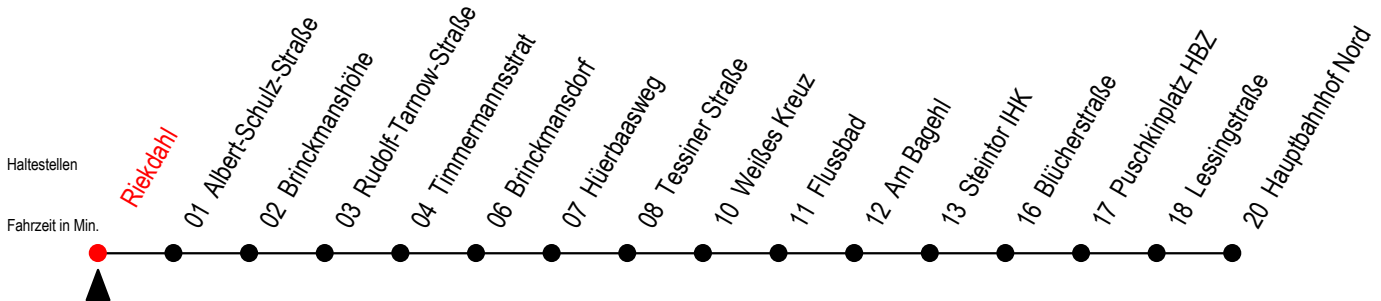 Haltestellen
Fahrzeit in Min.
Riekdahl
01 Albert-Schulz-Straße
02 Brinckmanshöhe
03 Rudolf-Tarnow-Straße
04 Timmermannsstrat
06 Brinckmansdorf
07 Hüerbaasweg
08 Tessiner Straße
10 Weißes Kreuz
11 Flussbad
12 Am Bagehl
13 Steintor IHK
16 Blücherstraße
17 Puschkinplatz HBZ
18 Lessingstraße
20 Hauptbahnhof Nord